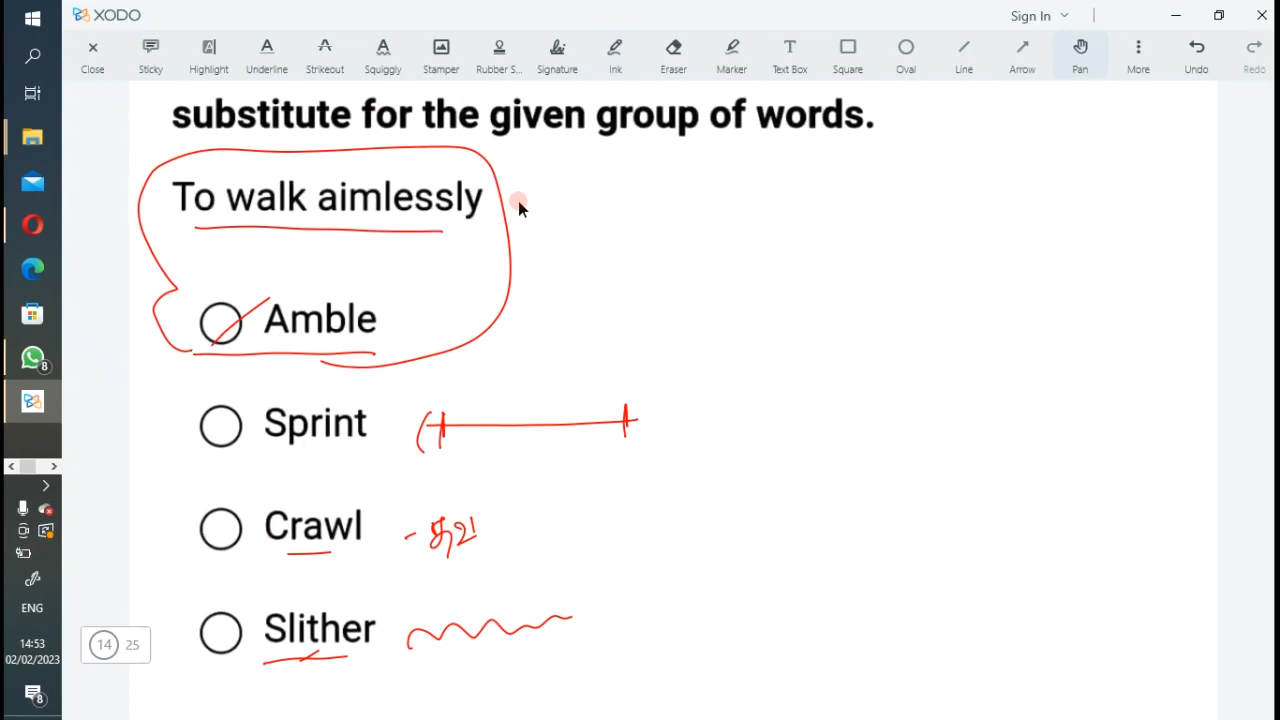 XODO
Sign In
Close
Sticky
Highlight
Underline
Strikeout
Squiggly
Stamper
Rubber S...
Signature
Ink
Eraser
Marker
Text Box
Square
Oval
Line
Arrow
Pan
More
Undo
Redo
substitute for the given group of words.
To walk aimlessly
Amble
Sprint
Crawl
Slither
14 25
8
ENG
14:53
02/02/2023
8